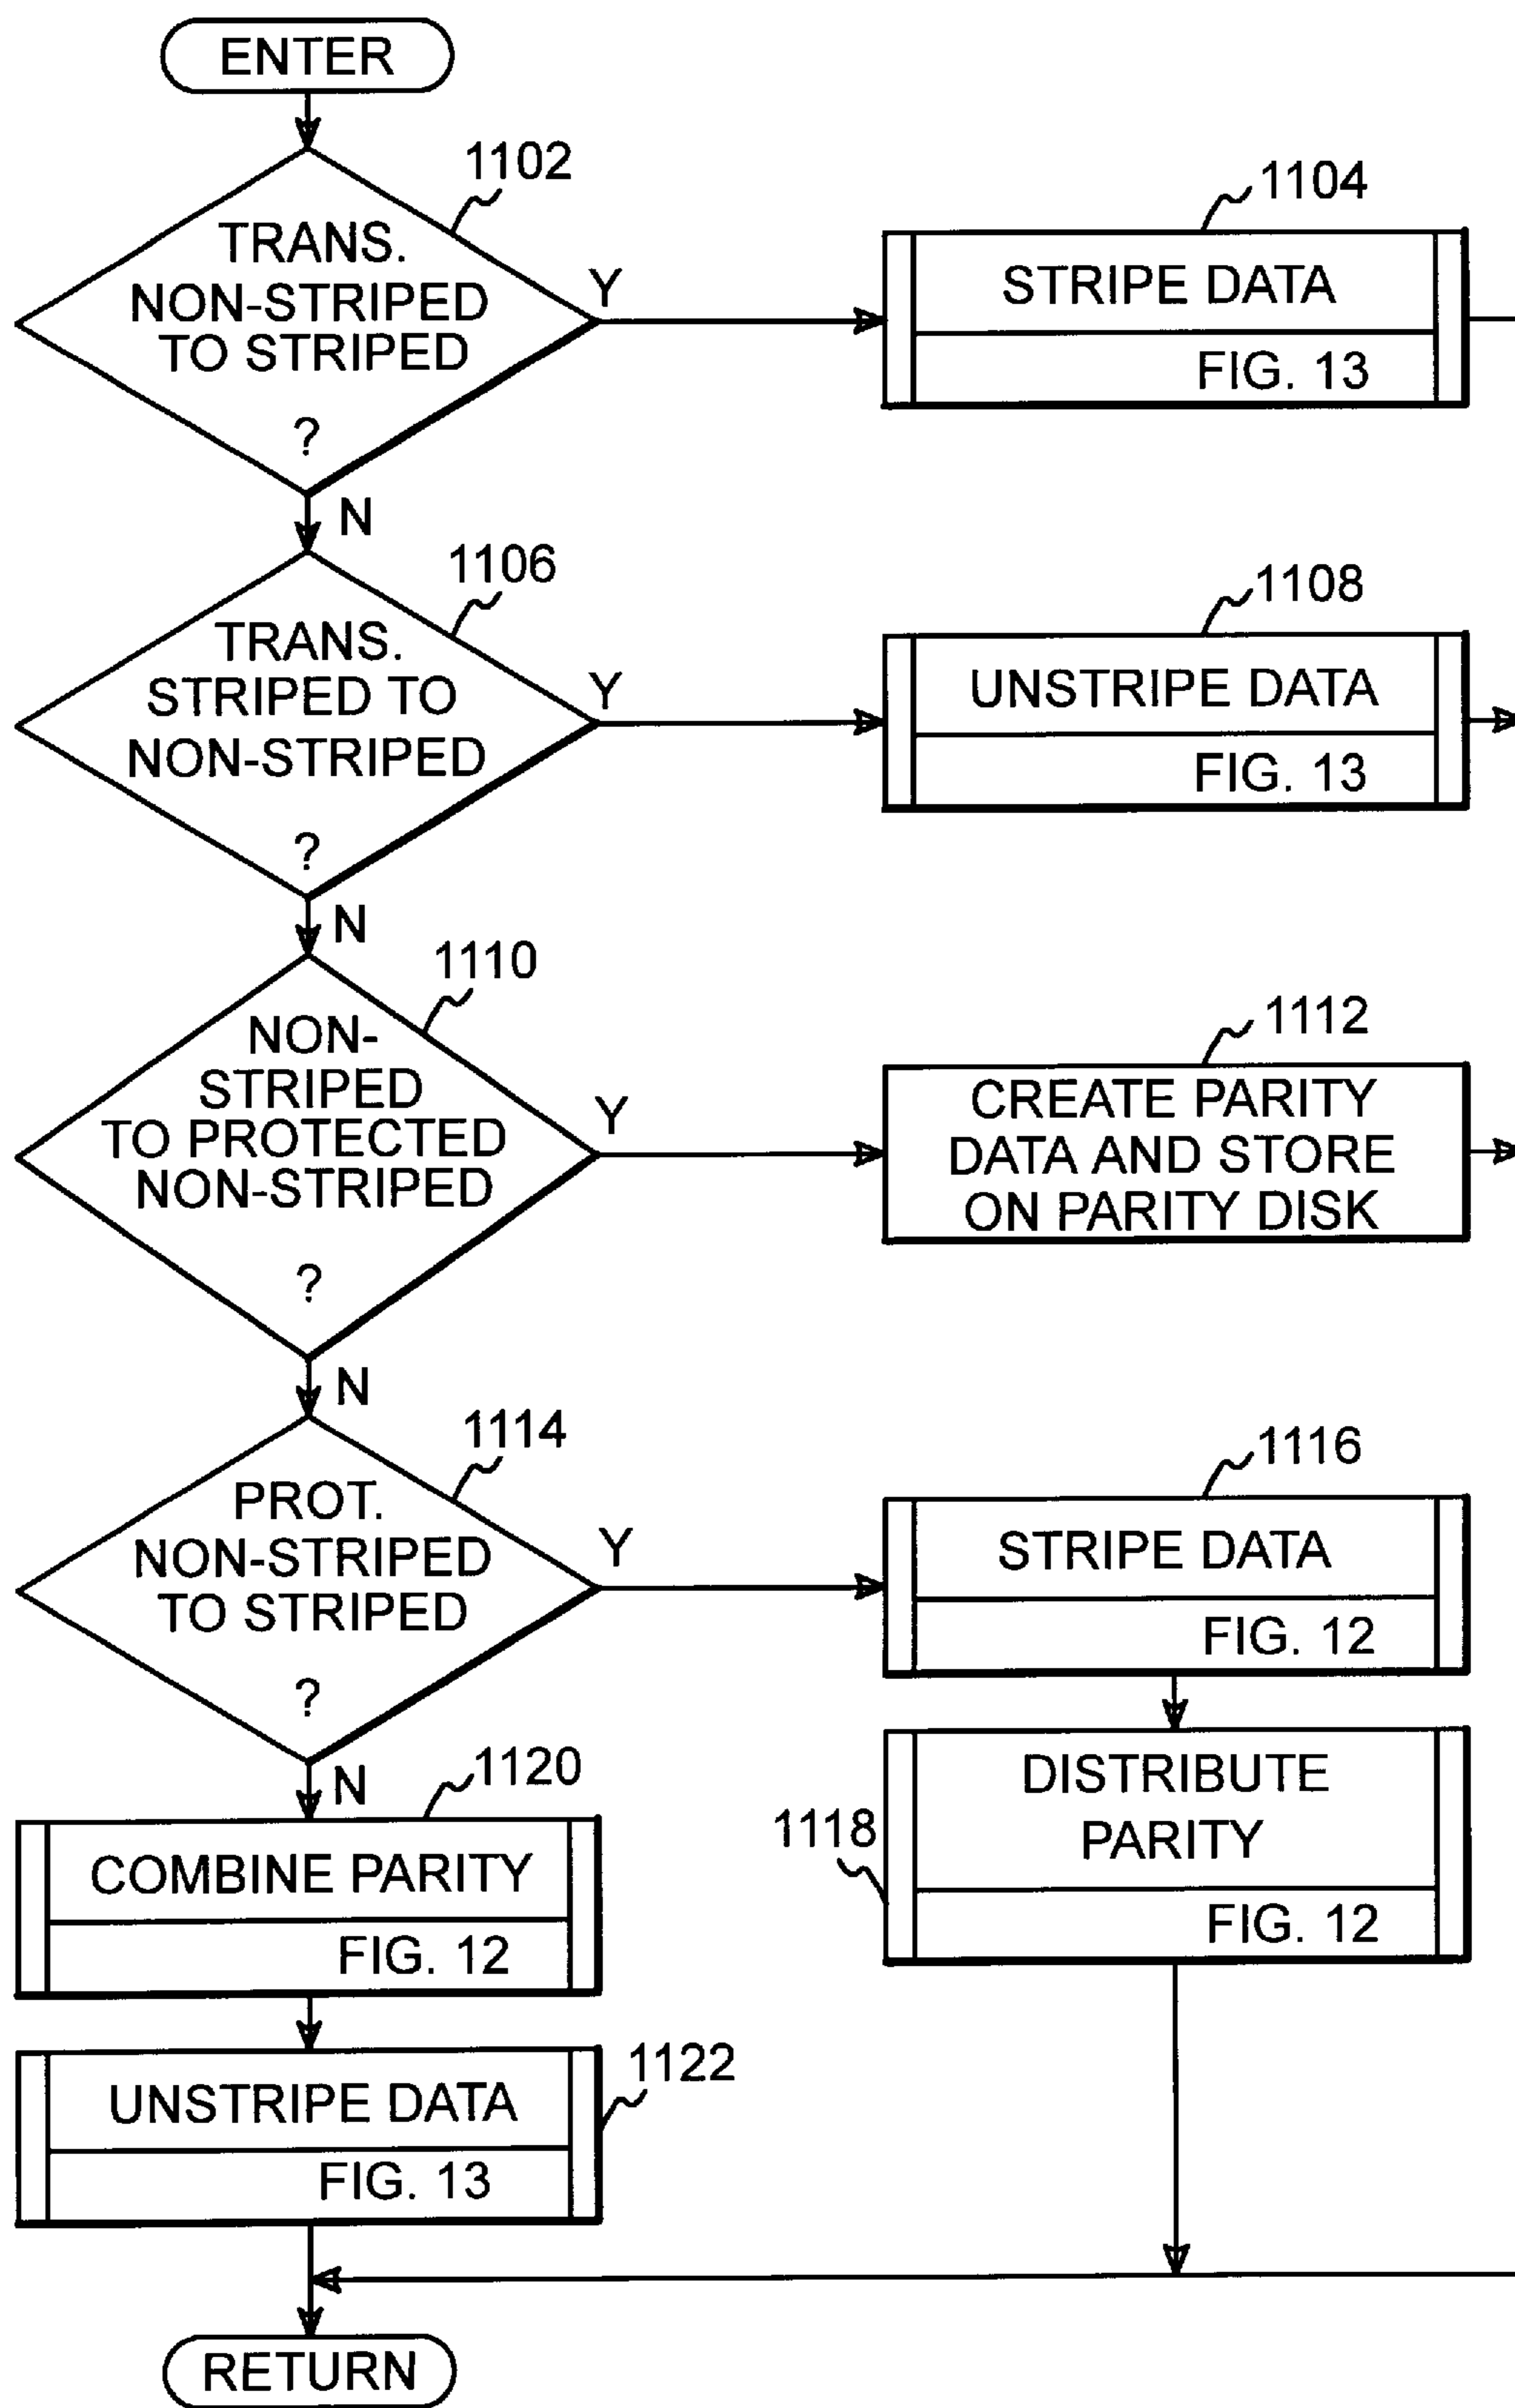 ENTER
1102
TRANS.
NON-STRIPED
TO STRIPED
?
Y
N
1104
STRIPE DATA
FIG. 13
1106
TRANS.
STRIPED TO
NON-STRIPED
?
Y
N
1108
UNSTRIPE DATA
FIG. 13
1110
NON-
STRIPED
TO PROTECTED
NON-STRIPED
?
Y
N
1112
CREATE PARITY
DATA AND STORE
ON PARITY DISK
1114
PROT.
NON-STRIPED
TO STRIPED
?
Y
N
1116
STRIPE DATA
FIG. 12
1118
DISTRIBUTE
PARITY
FIG. 12
1120
COMBINE PARITY
FIG. 12
1122
UNSTRIPE DATA
FIG. 13
RETURN